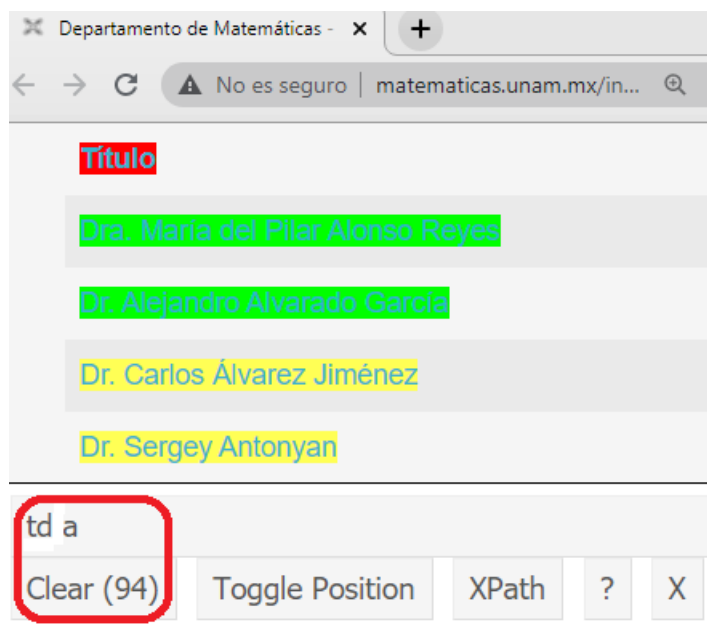 Departamento de Matemáticas - x +
No es seguro | matematicas.unam.mx/in...
Título
Dra. María del Pilar Alonso Reyes
Dr. Alejandro Alvarado García
Dr. Carlos Álvarez Jiménez
Dr. Sergey Antonyan
td a
Clear (94) Toggle Position XPath ? X